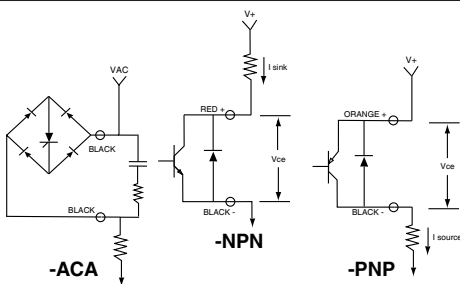 VAC
BLACK
BLACK
-ACA
V+
I sink
RED +
Vce
BLACK -
-NPN
V+
ORANGE +
Vce
BLACK -
I source
-PNP